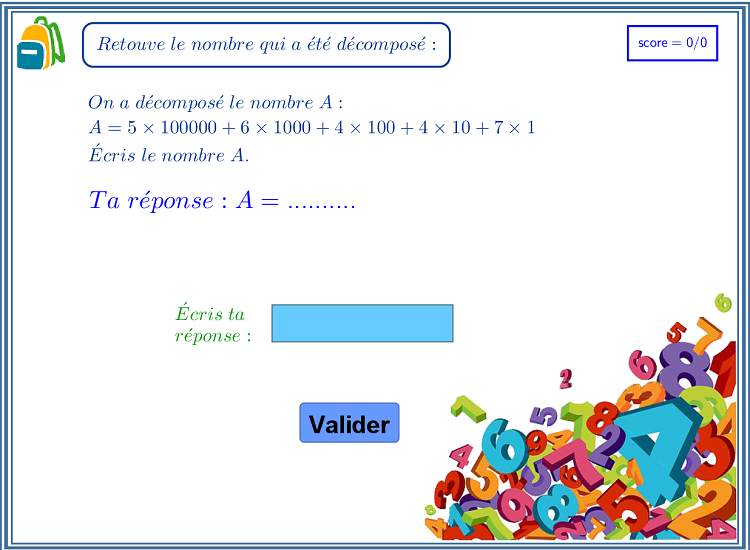 Retouve le nombre qui a été décomposé :
score = 0/0
On a décomposé le nombre A :
A = 5 × 100000 + 6 × 1000 + 4 × 100 + 4 × 10 + 7 × 1
Écris le nombre A.
Ta réponse : A = ..........
Écris ta
réponse :
Valider